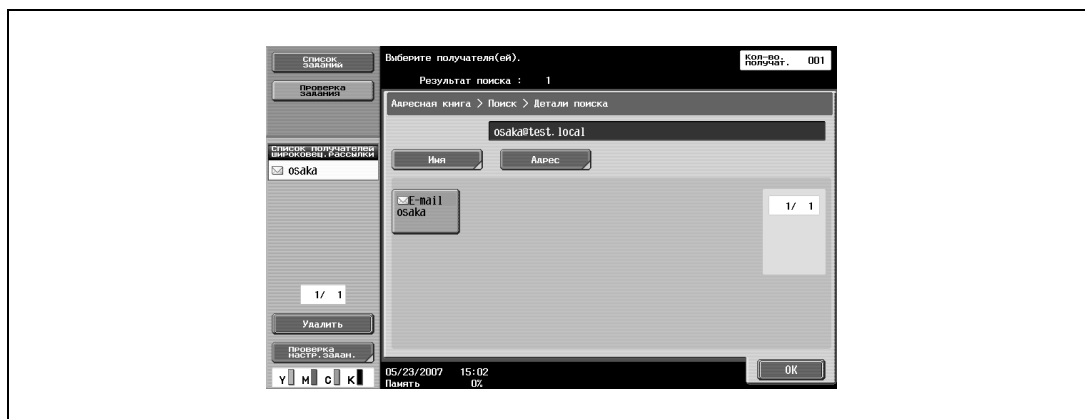 Список
заданий
Проверка
задания
Список получателей
широковещ.рассылки
osaka
1/ 1
Удалить
Проверка
настр.задан.
Y M C K
Выберите получателя(ей).
Кол-во.
получат. 001
Результат поиска : 1
Адресная книга > Поиск > Детали поиска
osaka@test.local
Имя Адрес
E-mail
osaka
1/ 1
05/23/2007 15:02
Память 0%
OK